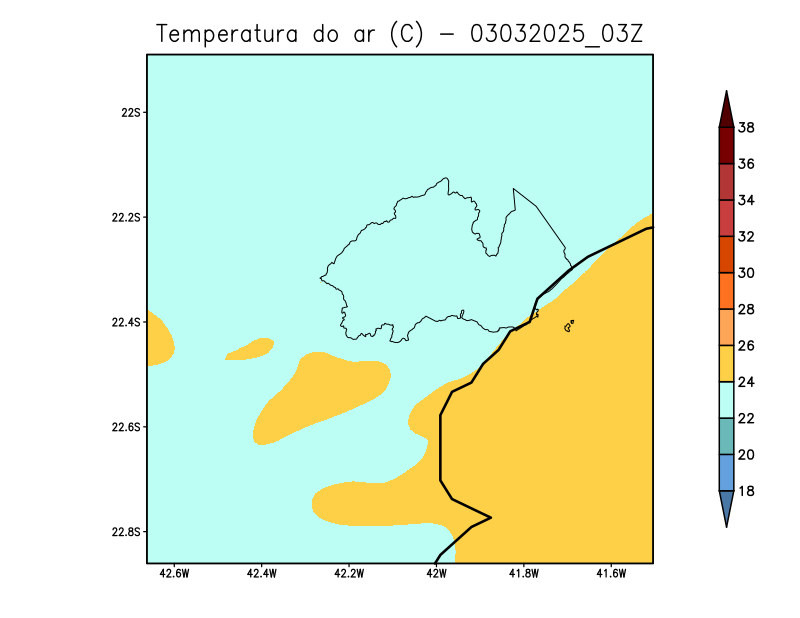 Temperatura do ar (C) - 03032025_03Z
22S
22.2S
22.4S
22.6S
22.8S
42.6W
42.4W
42.2W
42W
41.8W
41.6W
38
36
34
32
30
28
26
24
22
20
18